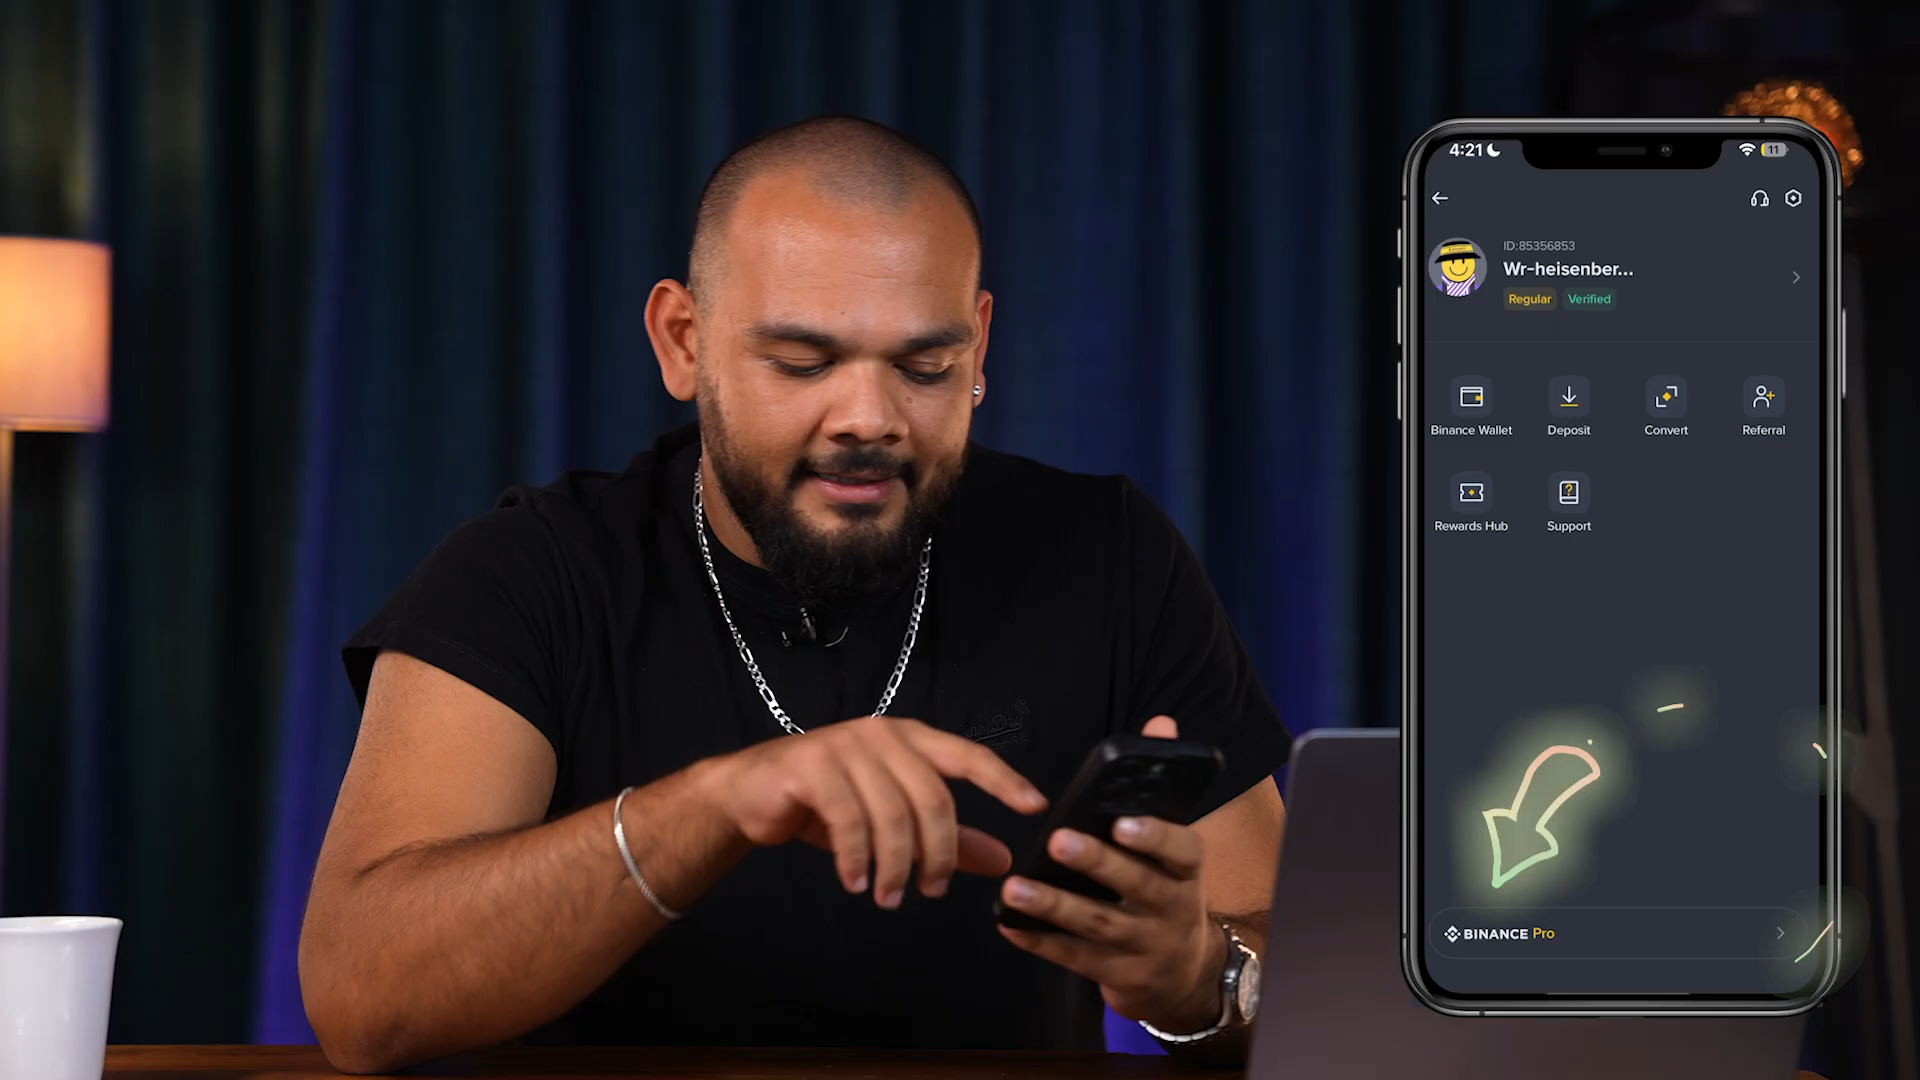 4:21
11
ID:85356853
Wr-heisenber...
Regular
Verified
Binance Wallet
Deposit
Convert
Referral
Rewards Hub
Support
BINANCE Pro